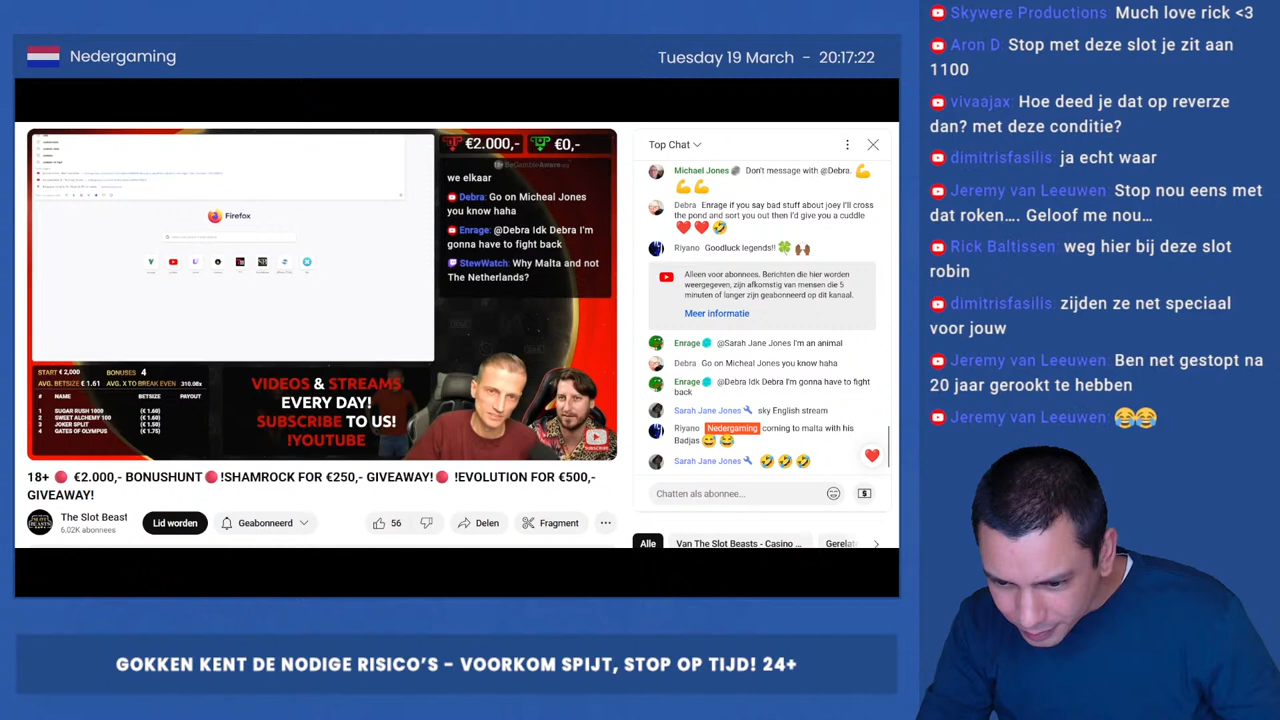 Nedergaming
Tuesday 19 March - 20:17:22
€2.000,-
€0,-
BeGambleAware.org
we elkaar
Debra: Go on Micheal Jones
you know haha
Enrage: @Debra Idk Debra I'm
gonna have to fight back
StewWatch: Why Malta and not
The Netherlands?
Firefox
START € 2,000
BONUSES 4
AVG. BETSIZE € 1.61
AVG. X TO BREAK EVEN 310.08x
# NAME BETSIZE PAYOUT
1 SUGAR RUSH 1000 (€ 1.60)
2 SWEET ALCHEMY 100 (€ 1.60)
3 JOKER SPLIT (€ 1.50)
4 GATES OF OLYMPUS (€ 1.75)
VIDEOS & STREAMS
EVERY DAY!
SUBSCRIBE TO US!
!YOUTUBE
SUBSCRIBE
18+ €2.000,- BONUSHUNT !SHAMROCK FOR €250,- GIVEAWAY! !EVOLUTION FOR €500,-
GIVEAWAY!
The Slot Beast
6.02K abonnees
Lid worden
Geabonneerd
56
Delen
Fragment
Top Chat
Michael Jones Don't message with @Debra.
Debra Enrage if you say bad stuff about joey I'll cross
the pond and sort you out then I'd give you a cuddle
Riyano Goodluck legends!!
Alleen voor abonnees. Berichten die hier worden
weergegeven, zijn afkomstig van mensen die 5
minuten of langer zijn geabonneerd op dit kanaal.
Meer informatie
Enrage @Sarah Jane Jones I'm an animal
Debra Go on Micheal Jones you know haha
Enrage @Debra Idk Debra I'm gonna have to fight
back
Sarah Jane Jones sky English stream
Riyano Nedergaming coming to malta with his
Badjas
Sarah Jane Jones
Chatten als abonnee...
Alle
Van The Slot Beasts - Casino ...
Gerelat
GOKKEN KENT DE NODIGE RISICO'S - VOORKOM SPIJT, STOP OP TIJD! 24+
Skywere Productions: Much love rick <3
Aron D: Stop met deze slot je zit aan
1100
vivaajax: Hoe deed je dat op reverze
dan? met deze conditie?
dimitrisfasilis: ja echt waar
Jeremy van Leeuwen: Stop nou eens met
dat roken.... Geloof me nou...
Rick Baltissen: weg hier bij deze slot
robin
dimitrisfasilis: zijden ze net speciaal
voor jouw
Jeremy van Leeuwen: Ben net gestopt na
20 jaar gerookt te hebben
Jeremy van Leeuwen: